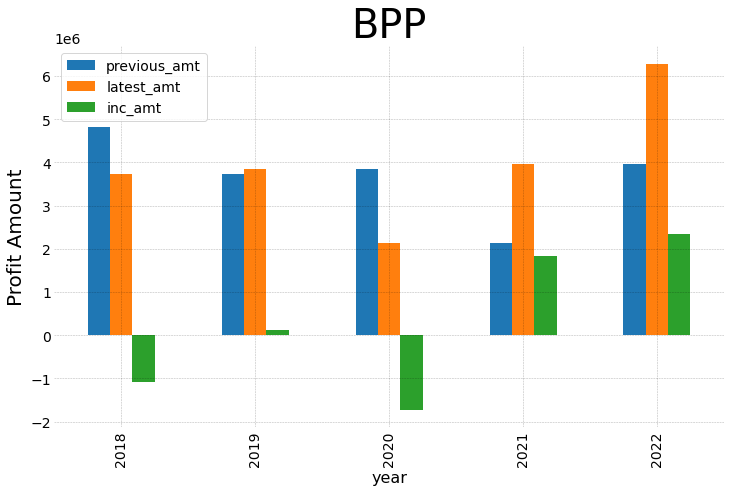 BPP
1e6
previous_amt
latest_amt
inc_amt
6
5
4
3
2
1
0
−1
−2
Profit Amount
2018
2019
2020
2021
2022
year